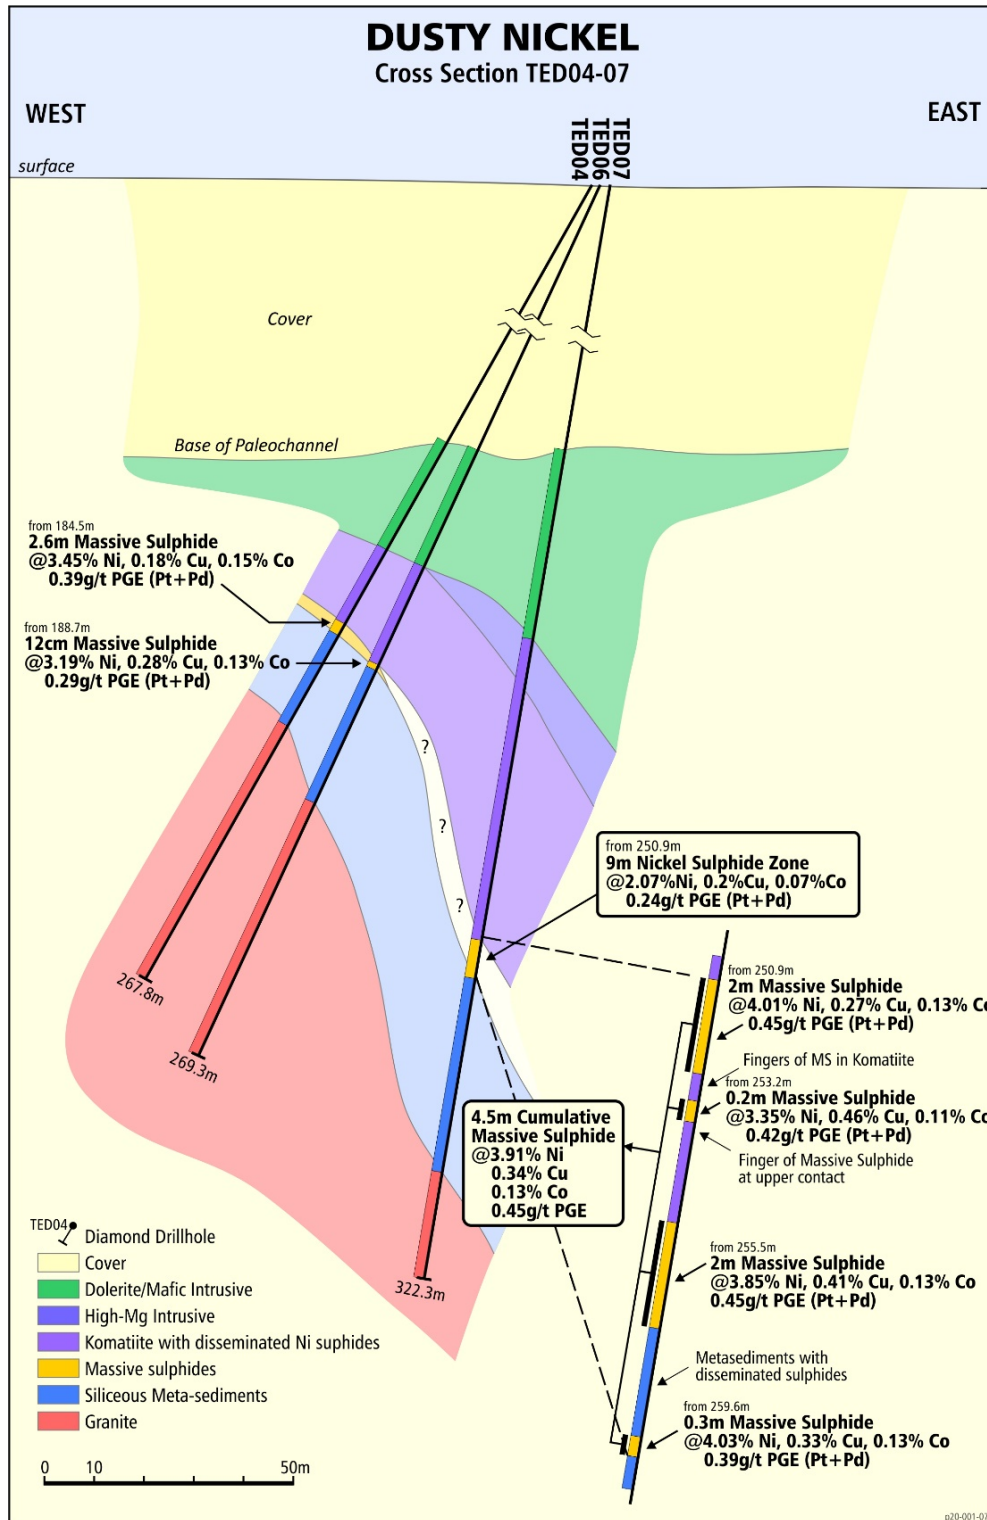 DUSTY NICKEL
Cross Section TED04-07
WEST
EAST
TED04
TED06
TED07
surface
Cover
Base of Paleochannel
from 184.5m
2.6m Massive Sulphide
@3.45% Ni, 0.18% Cu, 0.15% Co
0.39g/t PGE (Pt+Pd)
from 188.7m
12cm Massive Sulphide
@3.19% Ni, 0.28% Cu, 0.13% Co
0.29g/t PGE (Pt+Pd)
?
?
?
from 250.9m
9m Nickel Sulphide Zone
@2.07%Ni, 0.2%Cu, 0.07%Co
0.24g/t PGE (Pt+Pd)
267.8m
269.3m
322.3m
from 250.9m
2m Massive Sulphide
@4.01% Ni, 0.27% Cu, 0.13% Co
0.45g/t PGE (Pt+Pd)
Fingers of MS in Komatiite
from 253.2m
0.2m Massive Sulphide
@3.35% Ni, 0.46% Cu, 0.11% Co
0.42g/t PGE (Pt+Pd)
Finger of Massive Sulphide
at upper contact
4.5m Cumulative
Massive Sulphide
@3.91% Ni
0.34% Cu
0.13% Co
0.45g/t PGE
from 255.5m
2m Massive Sulphide
@3.85% Ni, 0.41% Cu, 0.13% Co
0.45g/t PGE (Pt+Pd)
Metasediments with
disseminated sulphides
from 259.6m
0.3m Massive Sulphide
@4.03% Ni, 0.33% Cu, 0.13% Co
0.39g/t PGE (Pt+Pd)
TED04
Diamond Drillhole
Cover
Dolerite/Mafic Intrusive
High-Mg Intrusive
Komatiite with disseminated Ni suphides
Massive sulphides
Siliceous Meta-sediments
Granite
0 10 50m
p20-001-07